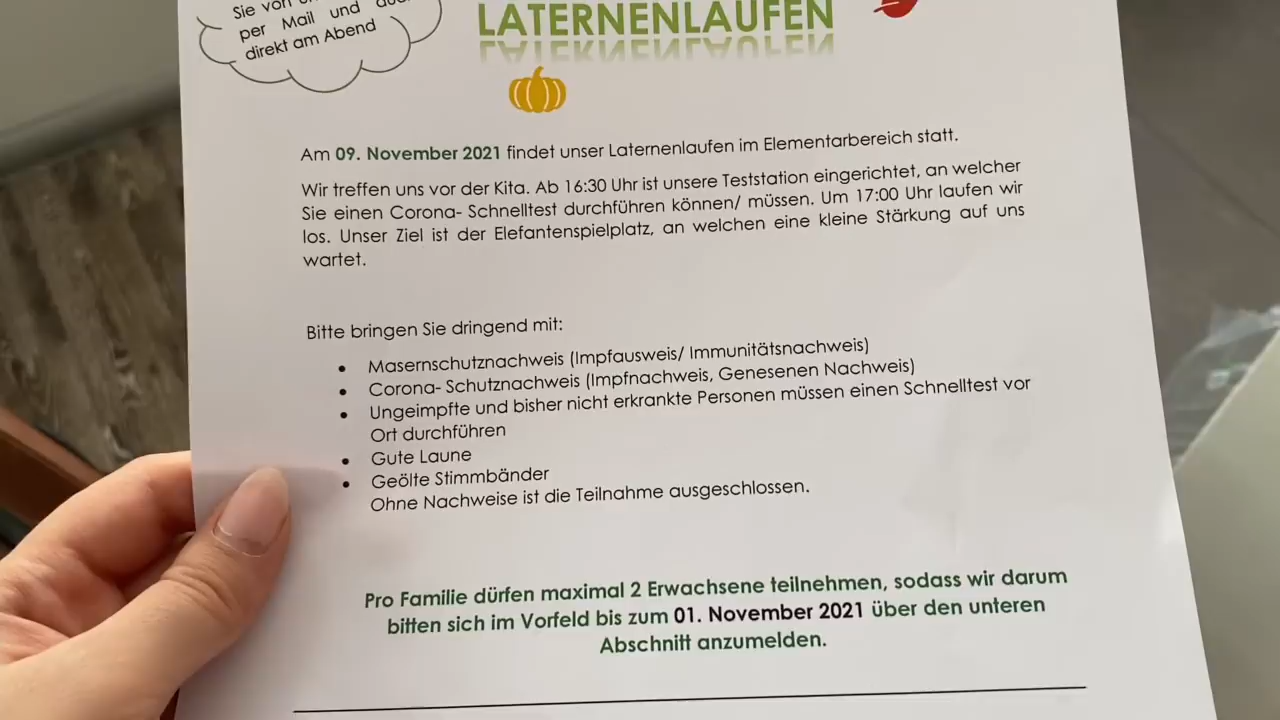 Sie von
per Mail und
direkt am Abend
LATERNENLAUFEN
Am 09. November 2021 findet unser Laternenlaufen im Elementarbereich statt.
Wir treffen uns vor der Kita. Ab 16:30 Uhr ist unsere Teststation eingerichtet, an welcher
Sie einen Corona- Schnelltest durchführen können/ müssen. Um 17:00 Uhr laufen wir
los. Unser Ziel ist der Elefantenspielplatz, an welchen eine kleine Stärkung auf uns
wartet.
Bitte bringen Sie dringend mit:
• Masernschutznachweis (Impfausweis/ Immunitätsnachweis)
• Corona- Schutznachweis (Impfnachweis, Genesenen Nachweis)
• Ungeimpfte und bisher nicht erkrankte Personen müssen einen Schnelltest vor
Ort durchführen
• Gute Laune
• Geölte Stimmbänder
Ohne Nachweise ist die Teilnahme ausgeschlossen.
Pro Familie dürfen maximal 2 Erwachsene teilnehmen, sodass wir darum
bitten sich im Vorfeld bis zum 01. November 2021 über den unteren
Abschnitt anzumelden.